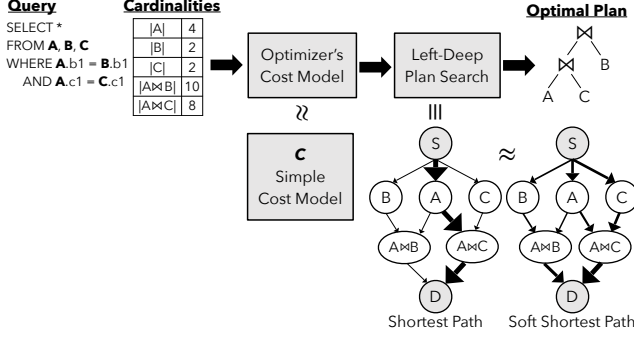 Query
SELECT *
FROM A, B, C
WHERE A.b1 = B.b1
AND A.c1 = C.c1
Cardinalities
|A| 4
|B| 2
|C| 2
|A⋈B| 10
|A⋈C| 8
Optimizer's
Cost Model
Left-Deep
Plan Search
Optimal Plan
⋈
⋈ B
A C
≈
≡
C
Simple
Cost Model
S
B A C
A⋈B A⋈C
D
Shortest Path
≈
S
B A C
A⋈B A⋈C
D
Soft Shortest Path